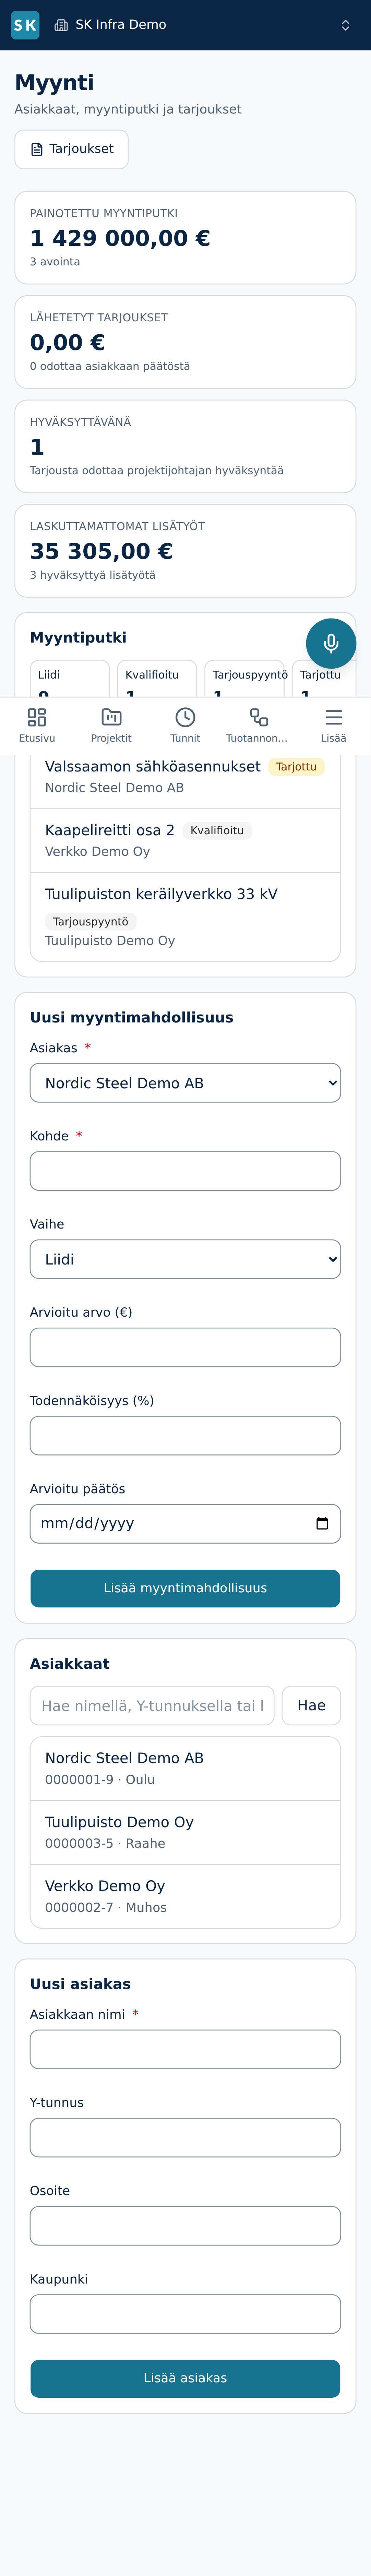 SK
SK Infra Demo
Myynti
Asiakkaat, myyntiputki ja tarjoukset
Tarjoukset
PAINOTETTU MYYNTIPUTKI
1 429 000,00 €
3 avointa
LÄHETETYT TARJOUKSET
0,00 €
0 odottaa asiakkaan päätöstä
HYVÄKSYTTÄVÄNÄ
1
Tarjousta odottaa projektijohtajan hyväksyntää
LASKUTTAMATTOMAT LISÄTYÖT
35 305,00 €
3 hyväksyttyä lisätyötä
Myyntiputki
Liidi Kvalifioitu Tarjouspyyntö Tarjottu
0 1 1 1
Etusivu Projektit Tunnit Tuotannon... Lisää
Valssaamon sähköasennukset Tarjottu
Nordic Steel Demo AB
Kaapelireitti osa 2 Kvalifioitu
Verkko Demo Oy
Tuulipuiston keräilyverkko 33 kV
Tarjouspyyntö
Tuulipuisto Demo Oy
Uusi myyntimahdollisuus
Asiakas *
Nordic Steel Demo AB
Kohde *
Vaihe
Liidi
Arvioitu arvo (€)
Todennäköisyys (%)
Arvioitu päätös
mm/dd/yyyy
Lisää myyntimahdollisuus
Asiakkaat
Hae nimellä, Y-tunnuksella tai l Hae
Nordic Steel Demo AB
0000001-9 · Oulu
Tuulipuisto Demo Oy
0000003-5 · Raahe
Verkko Demo Oy
0000002-7 · Muhos
Uusi asiakas
Asiakkaan nimi *
Y-tunnus
Osoite
Kaupunki
Lisää asiakas